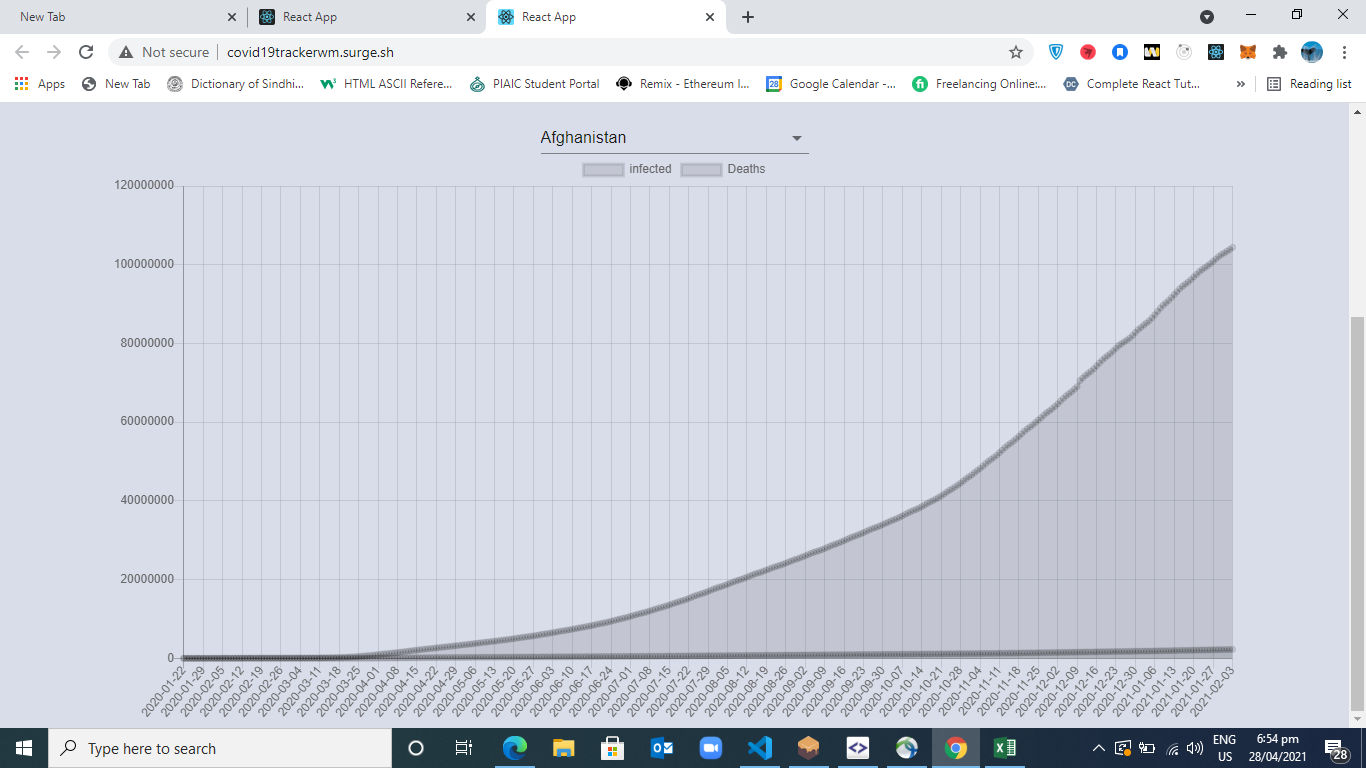 New Tab
React App
React App
Not secure
covid19trackerwm.surge.sh
Apps
New Tab
Dictionary of Sindhi...
HTML ASCII Refere...
PIAIC Student Portal
Remix - Ethereum I...
28
Google Calendar -...
fi
Freelancing Online:...
DC
Complete React Tut...
»
Reading list
Afghanistan
infected
Deaths
120000000
100000000
80000000
60000000
40000000
20000000
0
2020-01-22
2020-01-29
2020-02-05
2020-02-12
2020-02-19
2020-02-26
2020-03-04
2020-03-11
2020-03-18
2020-03-25
2020-04-01
2020-04-08
2020-04-15
2020-04-22
2020-04-29
2020-05-06
2020-05-13
2020-05-20
2020-05-27
2020-06-03
2020-06-10
2020-06-17
2020-06-24
2020-07-01
2020-07-08
2020-07-15
2020-07-22
2020-07-29
2020-08-05
2020-08-12
2020-08-19
2020-08-26
2020-09-02
2020-09-09
2020-09-16
2020-09-23
2020-09-30
2020-10-07
2020-10-14
2020-10-21
2020-10-28
2020-11-04
2020-11-11
2020-11-18
2020-11-25
2020-12-02
2020-12-09
2020-12-16
2020-12-23
2020-12-30
2021-01-06
2021-01-13
2021-01-20
2021-01-27
2021-02-03
Type here to search
ENG
US
6:54 pm
28/04/2021
28